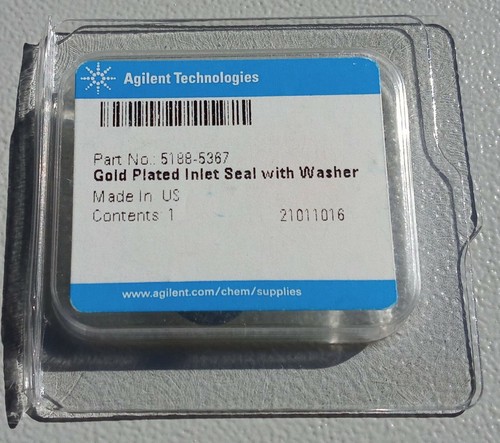 Agilent Technologies
Part No.: 5188-5367
Gold Plated Inlet Seal with Washer
Made In US
Contents 1 21011016
www.agilent.com/chem/supplies